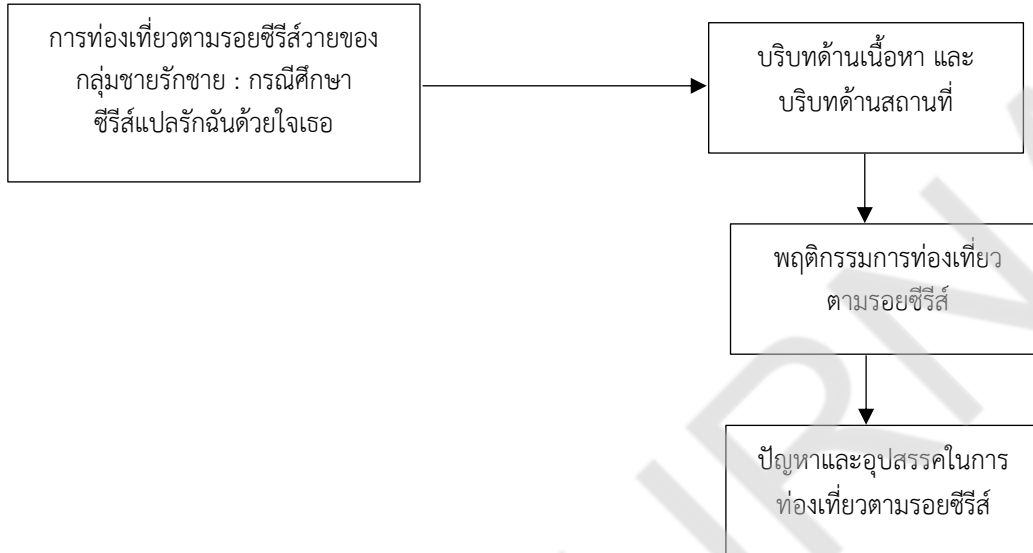 การท่องเที่ยวตามรอยซีรีส์วายของ
กลุ่มชายรักชาย : กรณีศึกษา
ซีรีส์แปลรักฉันด้วยใจเธอ
บริบทด้านเนื้อหา และ
บริบทด้านสถานที่
พฤติกรรมการท่องเที่ยว
ตามรอยซีรีส์
ปัญหาและอุปสรรคในการ
ท่องเที่ยวตามรอยซีรีส์